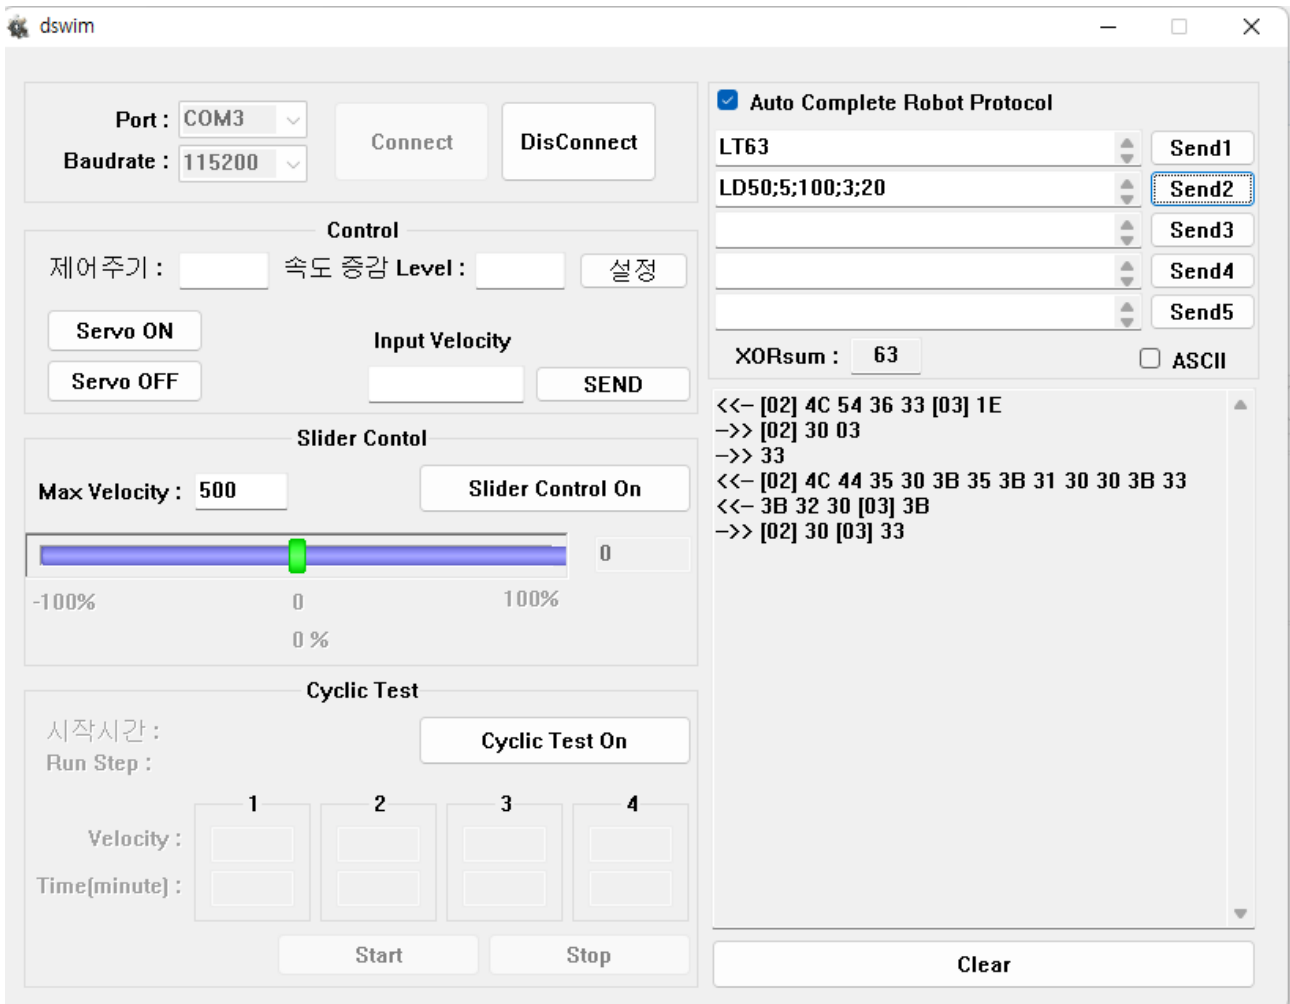 dswim
Port : COM3
Baudrate : 115200
Connect
DisConnect
Control
제어주기 :
속도 증감 Level :
설정
Servo ON
Servo OFF
Input Velocity
SEND
Slider Contol
Max Velocity : 500
Slider Control On
0
-100%
0
100%
0 %
Cyclic Test
시작시간 :
Run Step :
Cyclic Test On
1 2 3 4
Velocity :
Time(minute) :
Start
Stop
Auto Complete Robot Protocol
LT63
Send1
LD50;5;100;3;20
Send2
Send3
Send4
Send5
XORsum : 63
ASCII
<<– [02] 4C 54 36 33 [03] 1E
–>> [02] 30 03
–>> 33
<<– [02] 4C 44 35 30 3B 35 3B 31 30 30 3B 33
<<– 3B 32 30 [03] 3B
–>> [02] 30 [03] 33
Clear